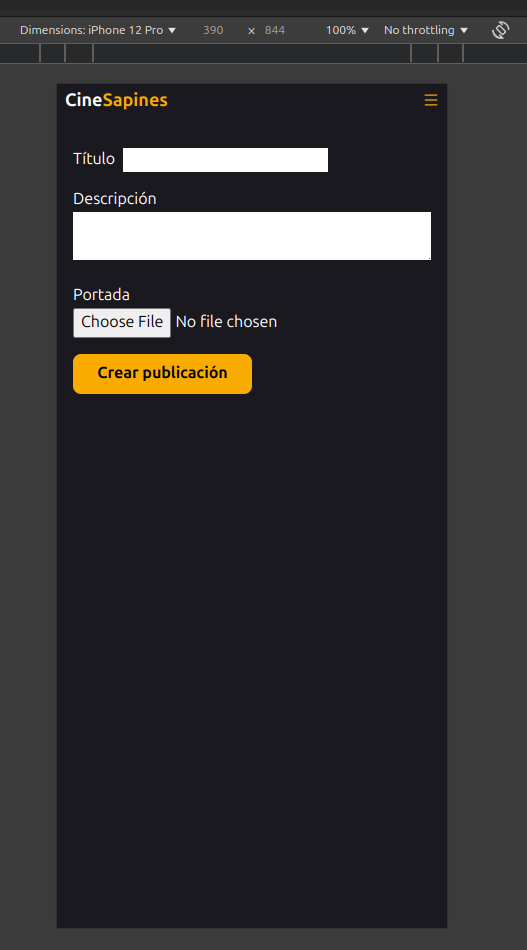 Dimensions: iPhone 12 Pro 390 x 844 100% No throttling
CineSapines
Título
Descripción
Portada
Choose File No file chosen
Crear publicación